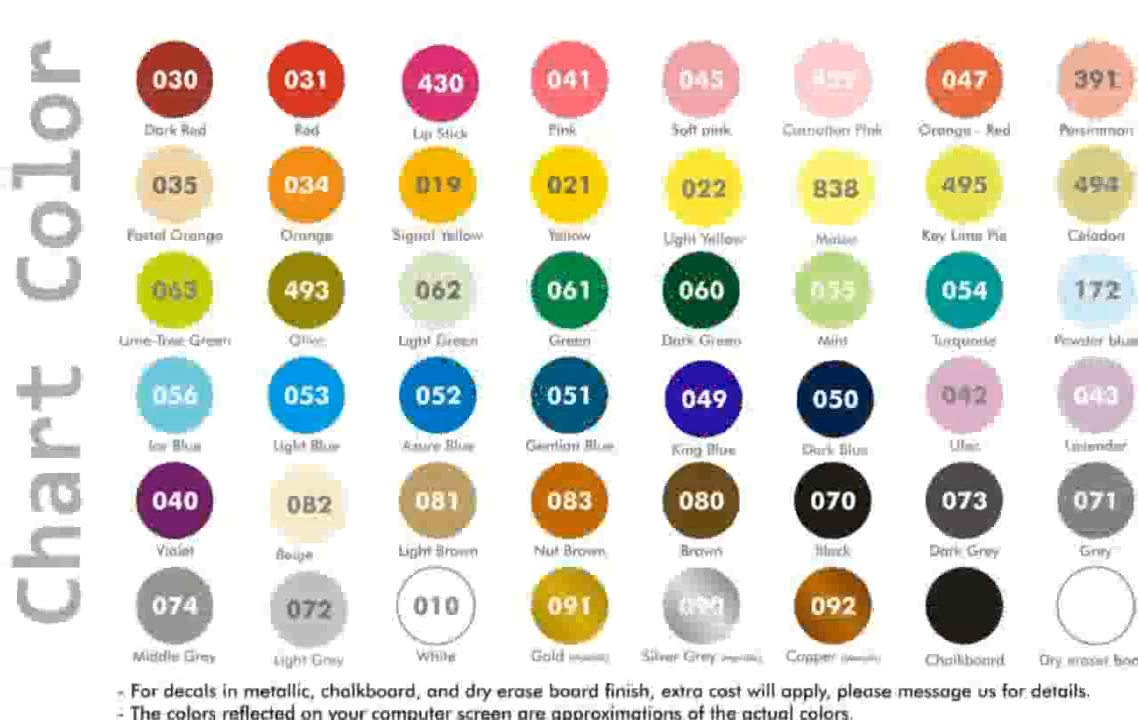 Chart Color
030 031 430 041 045 047 391
Dark Red Red Lip Stick Pink Soft pink Carnation Pink Orange - Red Persimmon
035 034 019 021 022 838 495 494
Pastel Orange Orange Signal Yellow Yellow Light Yellow Maize Key Lime Pie Celadon
063 493 062 061 060 055 054 172
Lime-Tree Green Olive Light Green Green Dark Green Mint Turquoise Powder blue
056 053 052 051 049 050 042 043
Ice Blue Light Blue Azure Blue Gentian Blue King Blue Dark Blue Lilac Lavender
040 082 081 083 080 070 073 071
Violet Beige Light Brown Nut Brown Brown Black Dark Grey Grey
074 072 010 091 090 092
Middle Grey Light Grey White Gold Silver Grey Copper Chalkboard Dry eraser boa
- For decals in metallic, chalkboard, and dry erase board finish, extra cost will apply, please message us for details.
- The colors reflected on your computer screen are approximations of the actual colors.